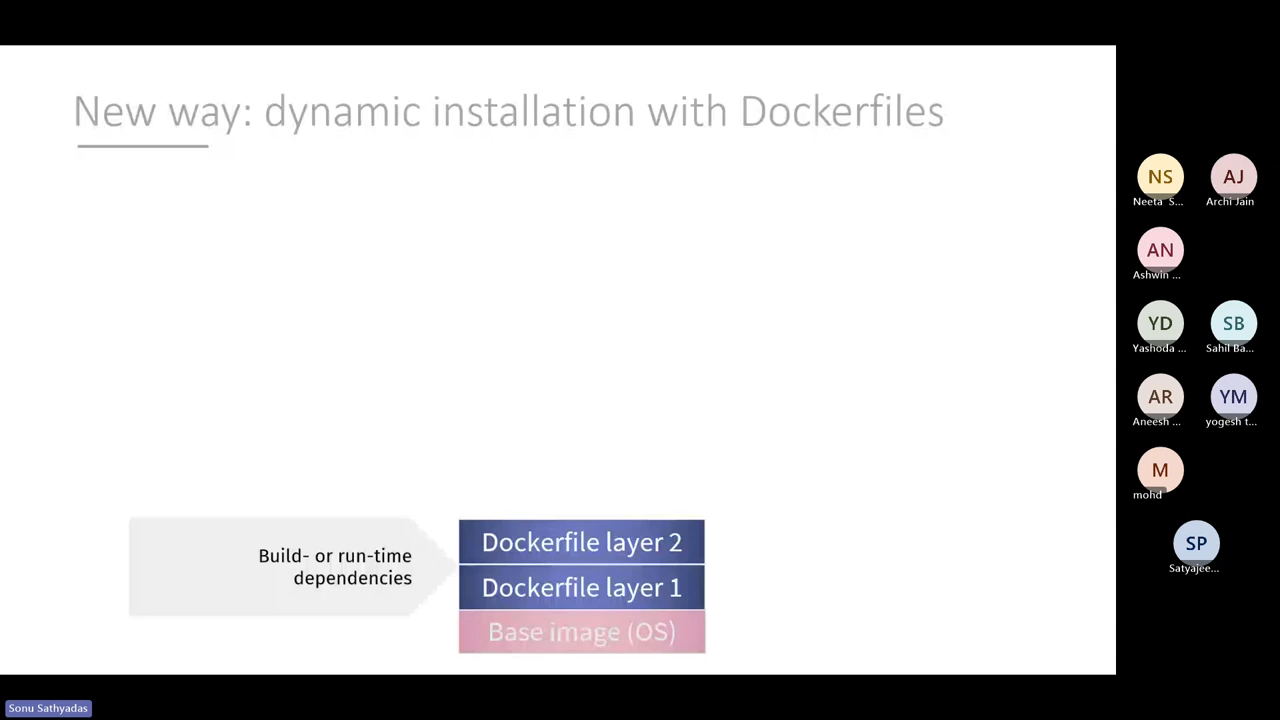 New way: dynamic installation with Dockerfiles
Build- or run-time
dependencies
Dockerfile layer 2
Dockerfile layer 1
Base image (OS)
NS
Neeta S...
AJ
Archi Jain
AN
Ashwin ...
YD
Yashoda ...
SB
Sahil Ba...
AR
Aneesh ...
YM
yogesh t...
M
mohd
SP
Satyajee...
Sonu Sathyadas